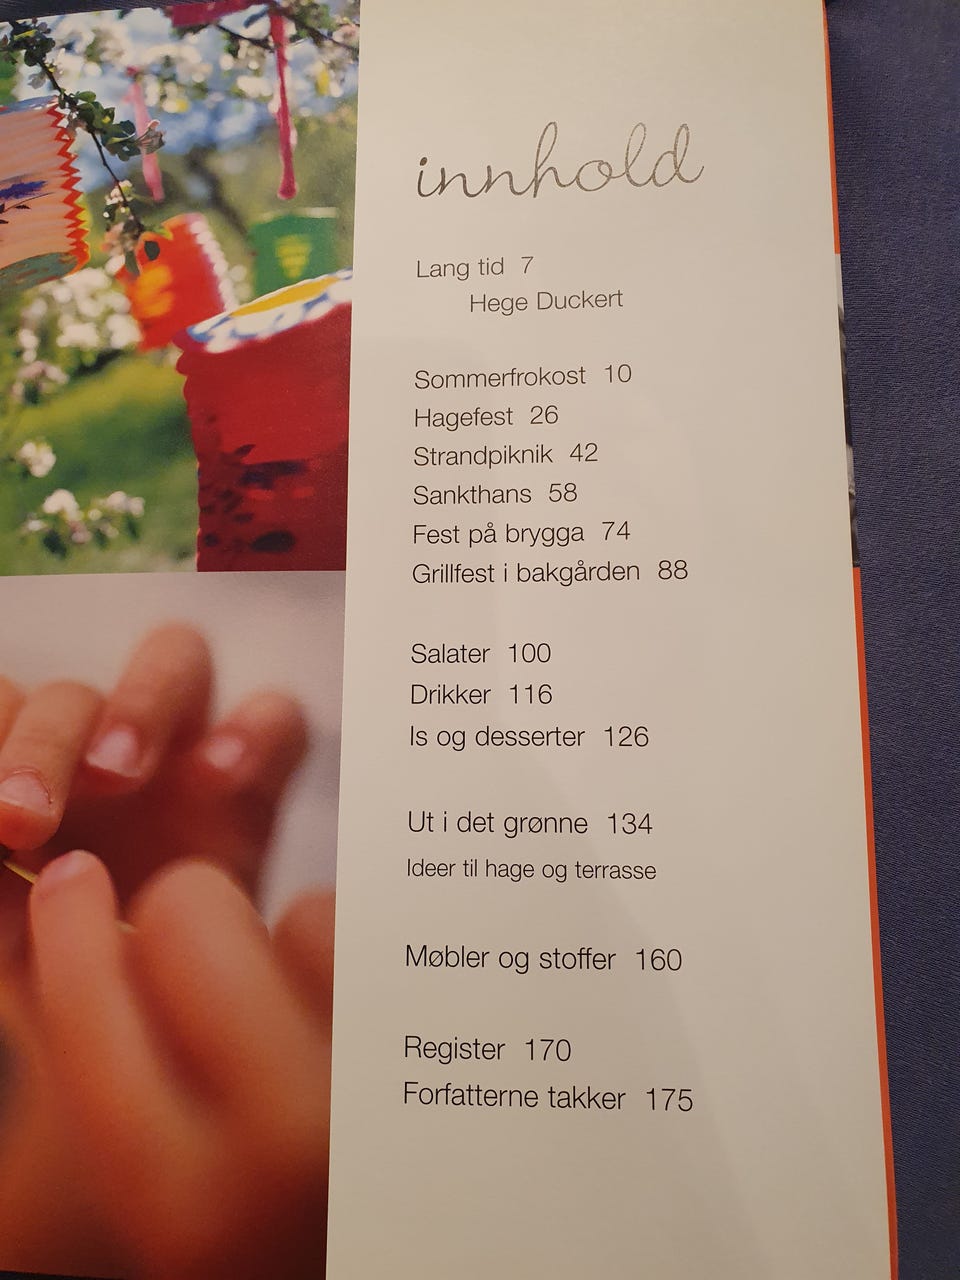 innhold
Lang tid 7
Hege Duckert
Sommerfrokost 10
Hagefest 26
Strandpiknik 42
Sankthans 58
Fest på brygga 74
Grillfest i bakgården 88
Salater 100
Drikker 116
Is og desserter 126
Ut i det grønne 134
Ideer til hage og terrasse
Møbler og stoffer 160
Register 170
Forfatterne takker 175